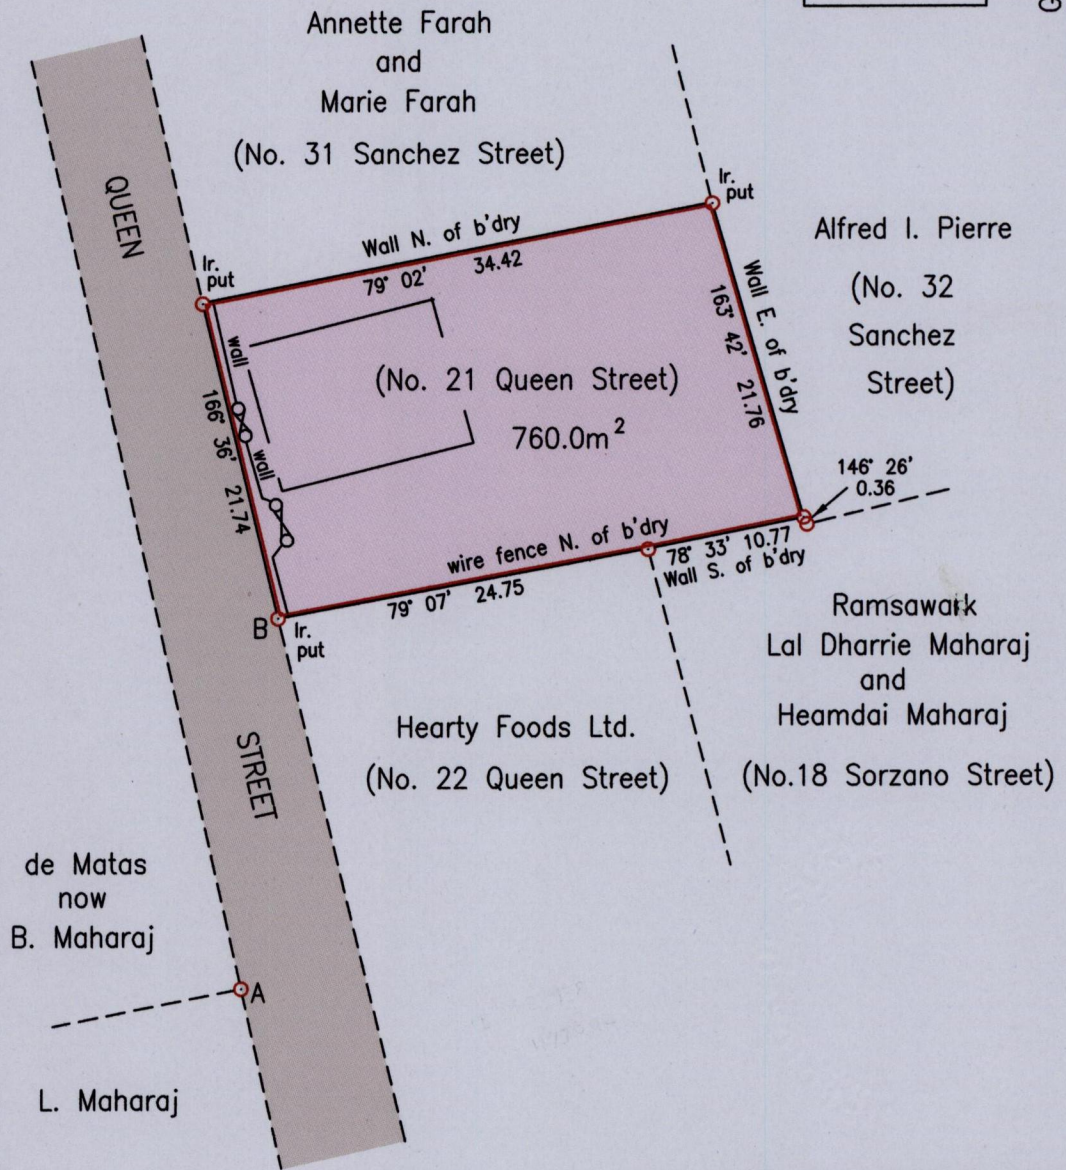 G
Annette Farah
and
Marie Farah
(No. 31 Sanchez Street)
QUEEN
Ir.
put
Wall N. of b'dry
79° 02' 34.42
Ir.
put
Alfred I. Pierre
(No. 32
Sanchez
Street)
Wall E. of b'dry
163° 42' 21.76
wall
(No. 21 Queen Street)
760.0m²
166° 36' 21.74
wall
146° 26'
0.36
wire fence N. of b'dry
79° 07' 24.75
78° 33' 10.77
Wall S. of b'dry
B
Ir.
put
Ramsawark
Lal Dharrie Maharaj
and
Heamdai Maharaj
(No.18 Sorzano Street)
Hearty Foods Ltd.
(No. 22 Queen Street)
STREET
de Matas
now
B. Maharaj
A
L. Maharaj